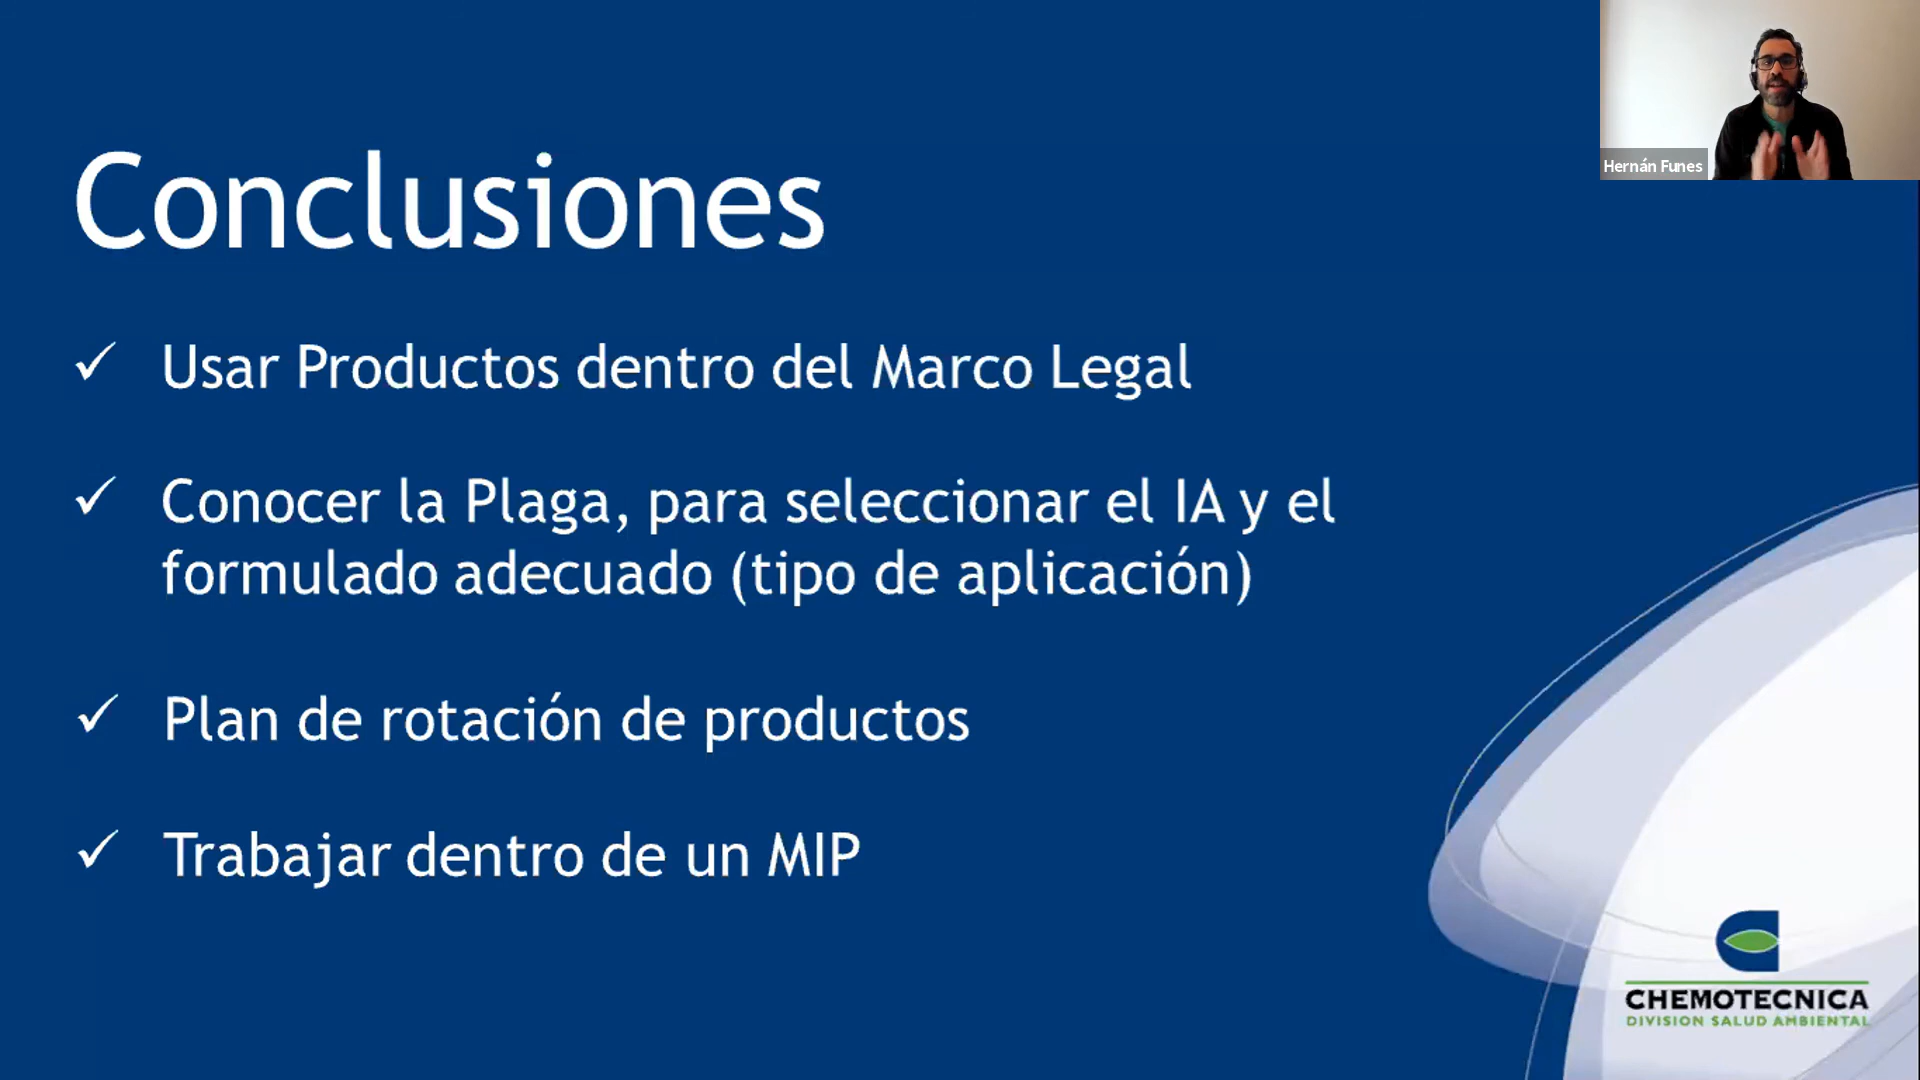 Hernán Funes
Conclusiones
✓ Usar Productos dentro del Marco Legal
✓ Conocer la Plaga, para seleccionar el IA y el
formulado adecuado (tipo de aplicación)
✓ Plan de rotación de productos
✓ Trabajar dentro de un MIP
CHEMOTECNICA
DIVISION SALUD AMBIENTAL